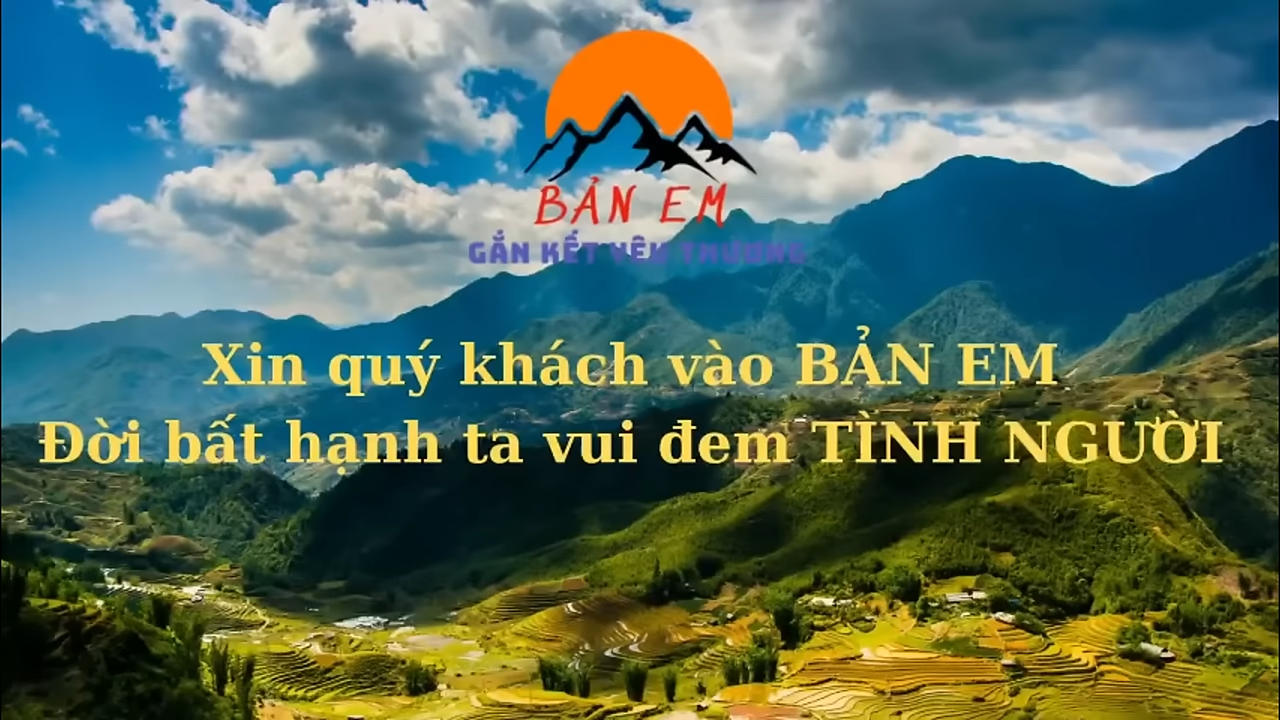 BẢN EM
GẮN KẾT YÊU THƯƠNG
Xin quý khách vào BẢN EM
Đời bất hạnh ta vui đem TÌNH NGƯỜI